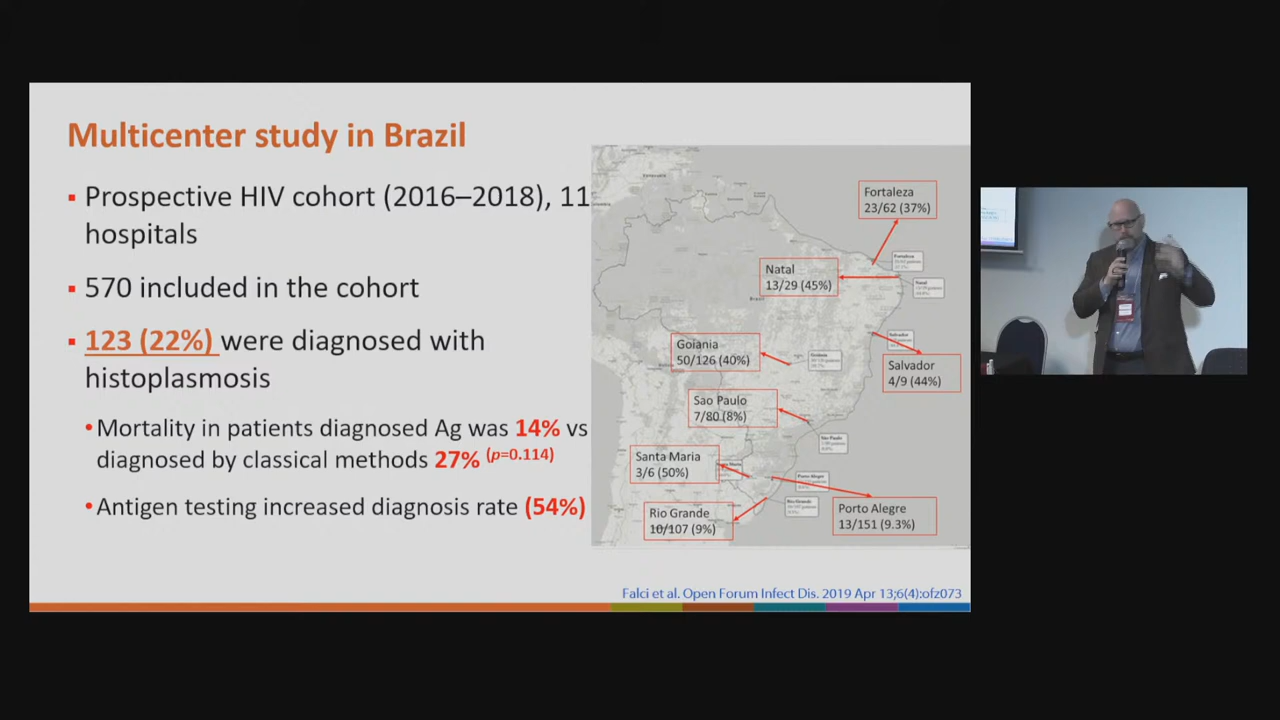 Multicenter study in Brazil
▪ Prospective HIV cohort (2016–2018), 11
hospitals
▪ 570 included in the cohort
▪ 123 (22%) were diagnosed with
histoplasmosis
• Mortality in patients diagnosed Ag was 14% vs
diagnosed by classical methods 27% (p=0.114)
• Antigen testing increased diagnosis rate (54%)
Fortaleza
23/62 (37%)
Natal
13/29 (45%)
Goiania
50/126 (40%)
Salvador
4/9 (44%)
Sao Paulo
7/80 (8%)
Santa Maria
3/6 (50%)
Rio Grande
10/107 (9%)
Porto Alegre
13/151 (9.3%)
Falci et al. Open Forum Infect Dis. 2019 Apr 13;6(4):ofz073